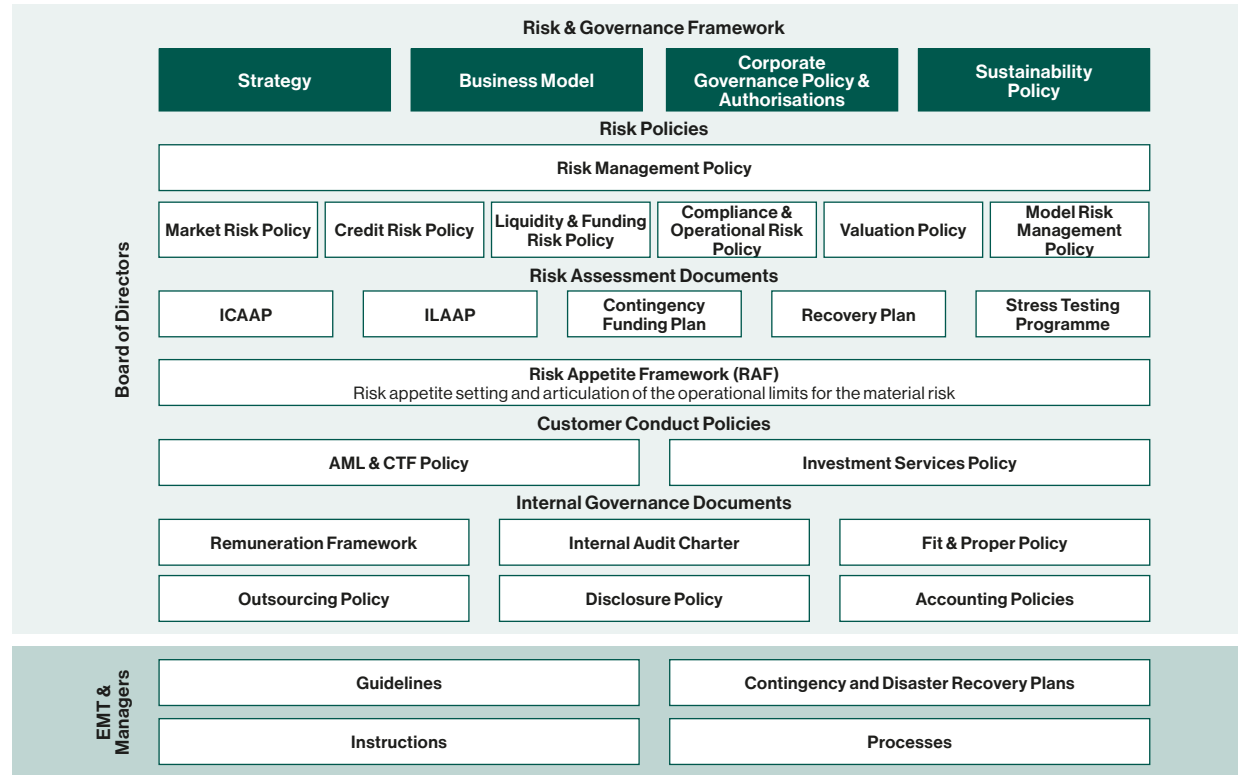 Risk & Governance Framework
Strategy
Business Model
Corporate
Governance Policy &
Authorisations
Sustainability
Policy
Risk Policies
Risk Management Policy
Market Risk Policy
Credit Risk Policy
Liquidity & Funding
Risk Policy
Compliance &
Operational Risk
Policy
Valuation Policy
Model Risk
Management
Policy
Risk Assessment Documents
ICAAP
ILAAP
Contingency
Funding Plan
Recovery Plan
Stress Testing
Programme
Risk Appetite Framework (RAF)
Risk appetite setting and articulation of the operational limits for the material risk
Customer Conduct Policies
AML & CTF Policy
Investment Services Policy
Internal Governance Documents
Remuneration Framework
Internal Audit Charter
Fit & Proper Policy
Outsourcing Policy
Disclosure Policy
Accounting Policies
Board of Directors
Guidelines
Contingency and Disaster Recovery Plans
Instructions
Processes
EMT &
Managers